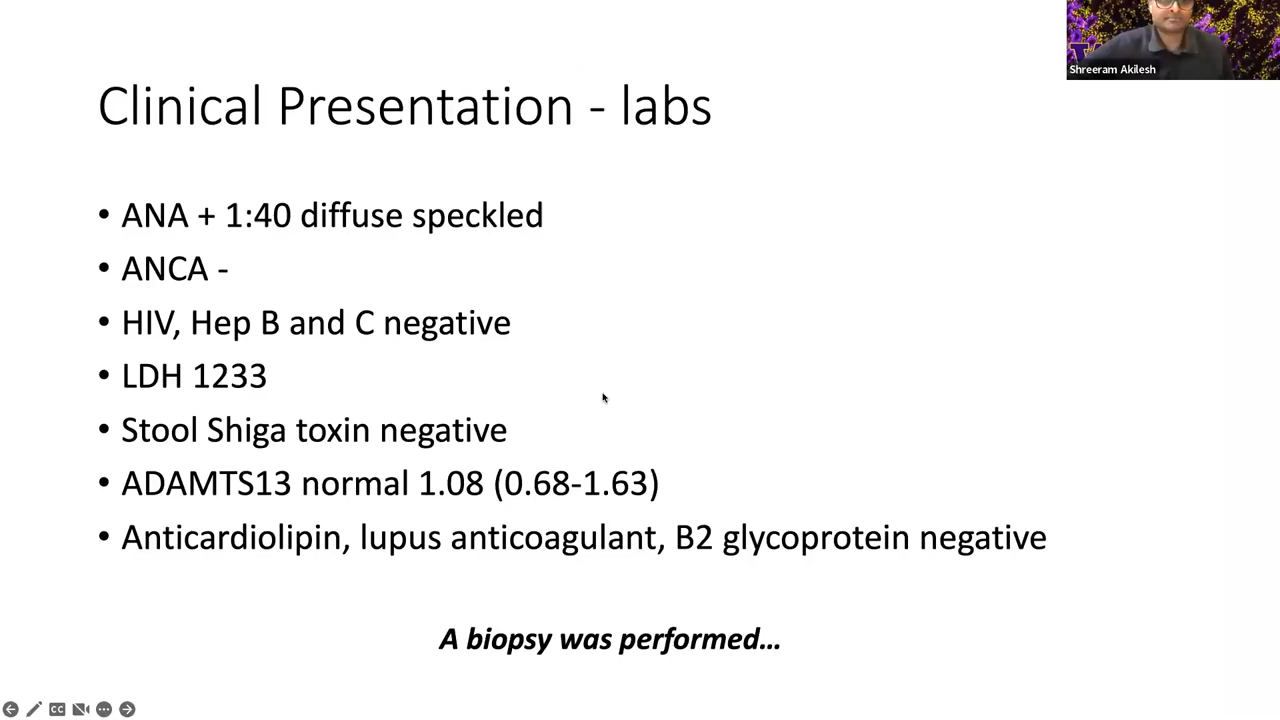 Shreeram Akilesh
Clinical Presentation - labs
• ANA + 1:40 diffuse speckled
• ANCA -
• HIV, Hep B and C negative
• LDH 1233
• Stool Shiga toxin negative
• ADAMTS13 normal 1.08 (0.68-1.63)
• Anticardiolipin, lupus anticoagulant, B2 glycoprotein negative
A biopsy was performed…
CC